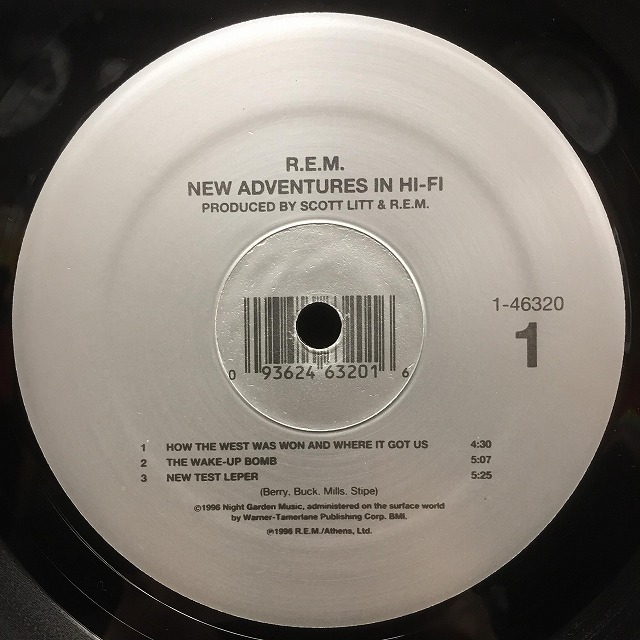 R.E.M.
NEW ADVENTURES IN HI-FI
PRODUCED BY SCOTT LITT & R.E.M.
1-46320
1
0 93624 63201 6
1 HOW THE WEST WAS WON AND WHERE IT GOT US 4:30
2 THE WAKE-UP BOMB 5:07
3 NEW TEST LEPER 5:25
(Berry. Buck. Mills. Stipe)
©1996 Night Garden Music, administered on the surface world
by Warner-Tamerlane Publishing Corp. BMI.
℗1996 R.E.M./Athens, Ltd.